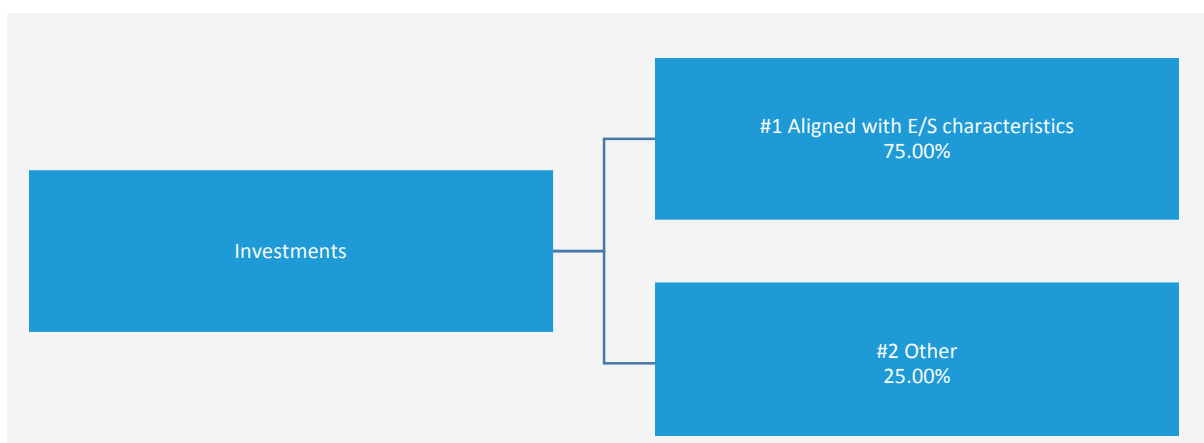 Investments
#1 Aligned with E/S characteristics
75.00%
#2 Other
25.00%